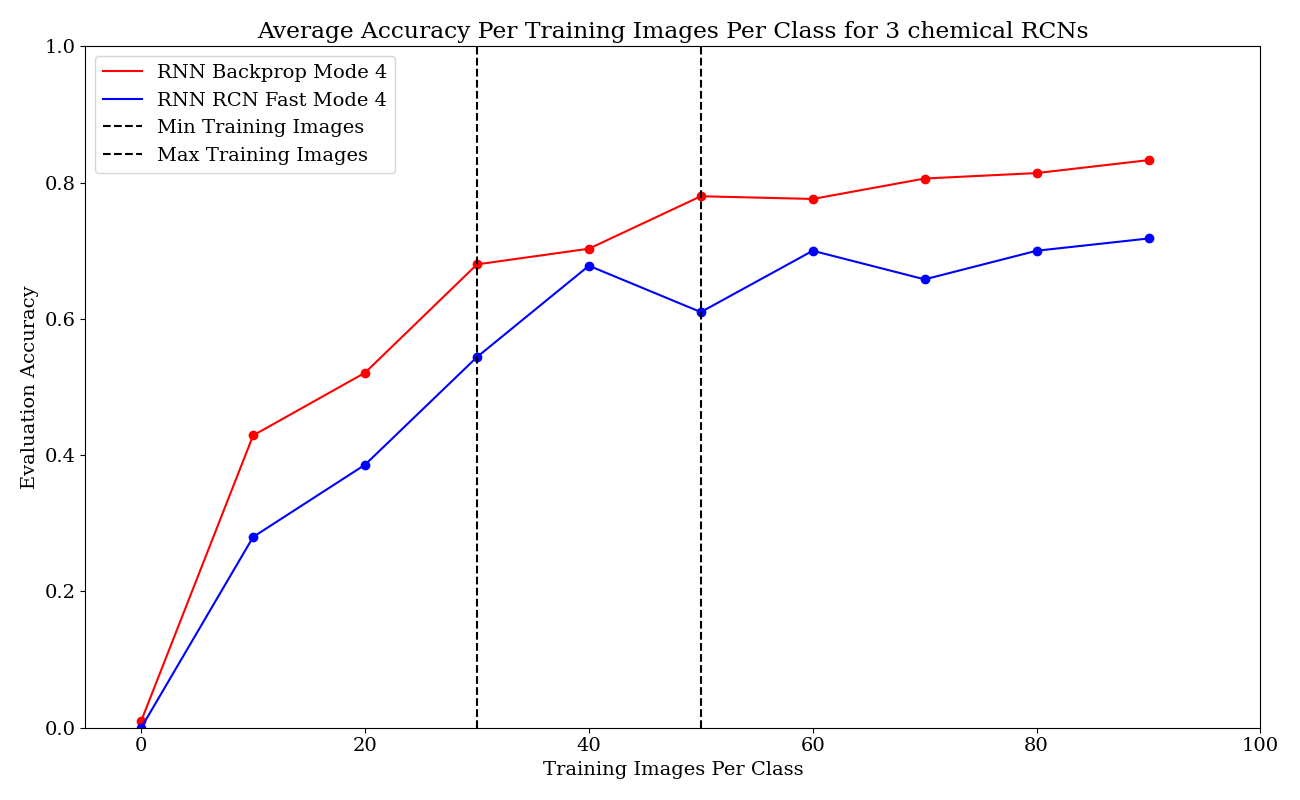 Average Accuracy Per Training Images Per Class for 3 chemical RCNs
RNN Backprop Mode 4
RNN RCN Fast Mode 4
Min Training Images
Max Training Images
Evaluation Accuracy
1.0
0.8
0.6
0.4
0.2
0.0
0 20 40 60 80 100
Training Images Per Class